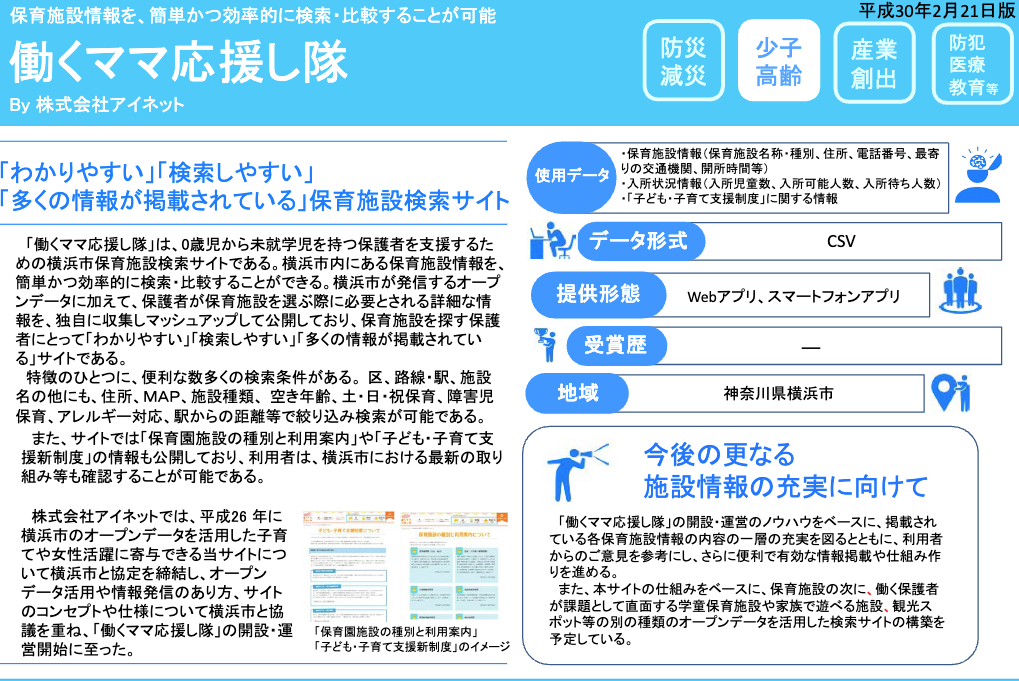 保育施設情報を、簡単かつ効率的に検索・比較することが可能
平成30年2月21日版
働くママ応援し隊
By 株式会社アイネット
防災
減災
少子
高齢
産業
創出
防犯
医療
教育等
「わかりやすい」「検索しやすい」
「多くの情報が掲載されている」保育施設検索サイト
「働くママ応援し隊」は、0歳児から未就学児を持つ保護者を支援するた
めの横浜市保育施設検索サイトである。横浜市内にある保育施設情報を、
簡単かつ効率的に検索・比較することができる。横浜市が発信するオープ
ンデータに加えて、保護者が保育施設を選ぶ際に必要とされる詳細な情
報を、独自に収集しマッシュアップして公開しており、保育施設を探す保護
者にとって「わかりやすい」「検索しやすい」「多くの情報が掲載されてい
る」サイトである。
特徴のひとつに、便利な数多くの検索条件がある。 区、路線・駅、施設
名の他にも、住所、MAP、施設種類、 空き年齢、土・日・祝保育、障害児
保育、アレルギー対応、駅からの距離等で絞り込み検索が可能である。
また、サイトでは「保育園施設の種別と利用案内」や「子ども・子育て支
援新制度」の情報も公開しており、利用者は、横浜市における最新の取り
組み等も確認することが可能である。
株式会社アイネットでは、平成26 年に
横浜市のオープンデータを活用した子育
てや女性活躍に寄与できる当サイトにつ
いて横浜市と協定を締結し、オープン
データ活用や情報発信のあり方、サイト
のコンセプトや仕様について横浜市と協
議を重ね、「働くママ応援し隊」の開設・運
営開始に至った。
子ども・子育て支援新制度について
保育園施設の種別と利用案内について
「保育園施設の種別と利用案内」
「子ども・子育て支援新制度」のイメージ
使用データ
・保育施設情報（保育施設名称・種別、住所、電話番号、最寄
りの交通機関、開所時間等）
・入所状況情報（入所児童数、入所可能人数、入所待ち人数）
・「子ども・子育て支援制度」に関する情報
データ形式
CSV
提供形態
Webアプリ、スマートフォンアプリ
受賞歴
―
地域
神奈川県横浜市
今後の更なる
施設情報の充実に向けて
「働くママ応援し隊」の開設・運営のノウハウをベースに、掲載され
ている各保育施設情報の内容の一層の充実を図るとともに、利用者
からのご意見を参考にし、さらに便利で有効な情報掲載や仕組み作
りを進める。
また、本サイトの仕組みをベースに、保育施設の次に、働く保護者
が課題として直面する学童保育施設や家族で遊べる施設、観光ス
ポット等の別の種類のオープンデータを活用した検索サイトの構築を
予定している。